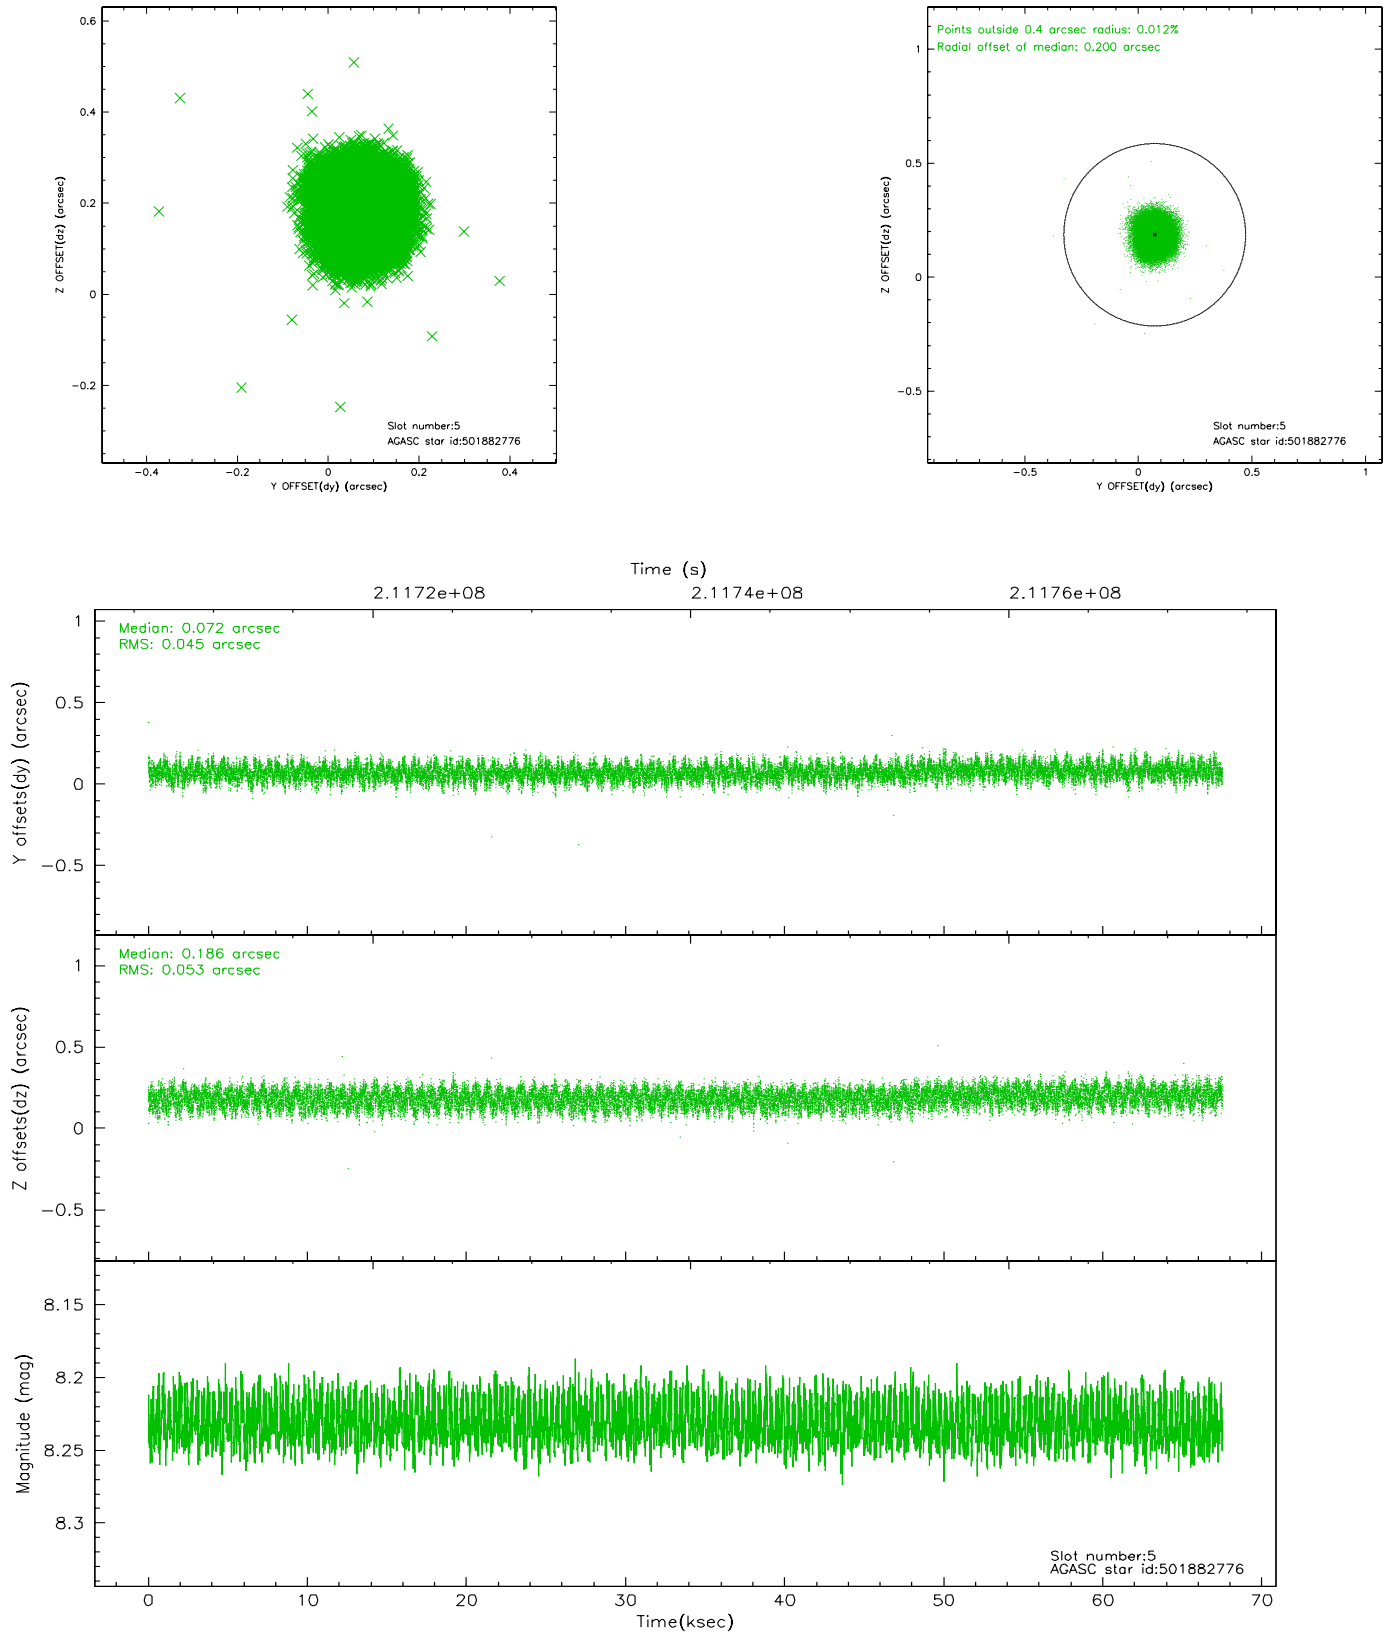 0.6
0.4
0.2
0
−0.2
Z OFFSET(dz) (arcsec)
Slot number:5
AGASC star id:501882776
−0.4 −0.2 0 0.2 0.4
Y OFFSET(dy) (arcsec)
Points outside 0.4 arcsec radius: 0.012%
Radial offset of median: 0.200 arcsec
1
0.5
0
−0.5
Z OFFSET(dz) (arcsec)
Slot number:5
AGASC star id:501882776
−0.5 0 0.5 1
Y OFFSET(dy) (arcsec)
Time (s)
2.1172e+08 2.1174e+08 2.1176e+08
Median: 0.072 arcsec
RMS: 0.045 arcsec
1
0.5
0
−0.5
Y offsets(dy) (arcsec)
Median: 0.186 arcsec
RMS: 0.053 arcsec
1
0.5
0
−0.5
Z offsets(dz) (arcsec)
8.15
8.2
8.25
8.3
Magnitude (mag)
Slot number:5
AGASC star id:501882776
0 10 20 30 40 50 60 70
Time(ksec)